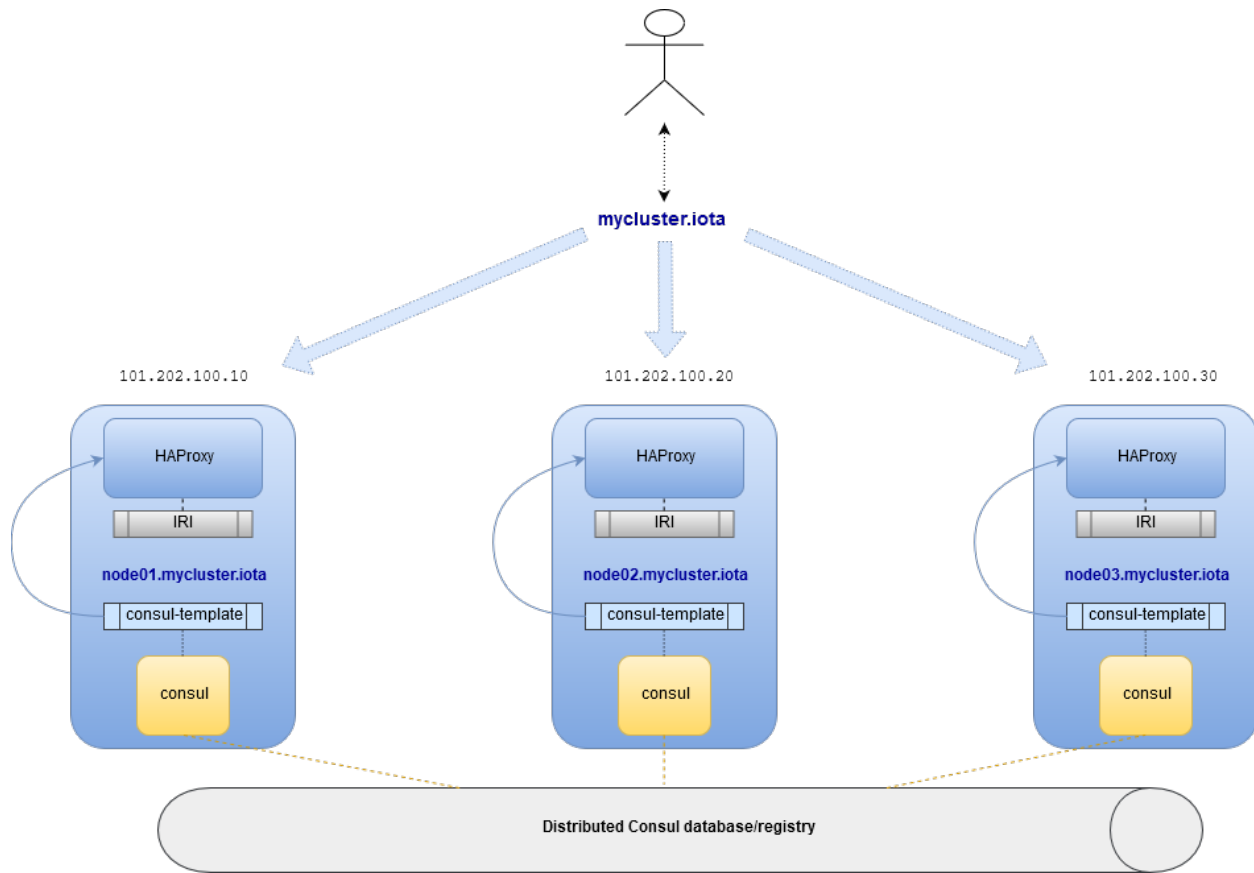 mycluster.iota
101.202.100.10
101.202.100.20
101.202.100.30
HAProxy
HAProxy
HAProxy
IRI
IRI
IRI
node01.mycluster.iota
node02.mycluster.iota
node03.mycluster.iota
consul-template
consul-template
consul-template
consul
consul
consul
Distributed Consul database/registry